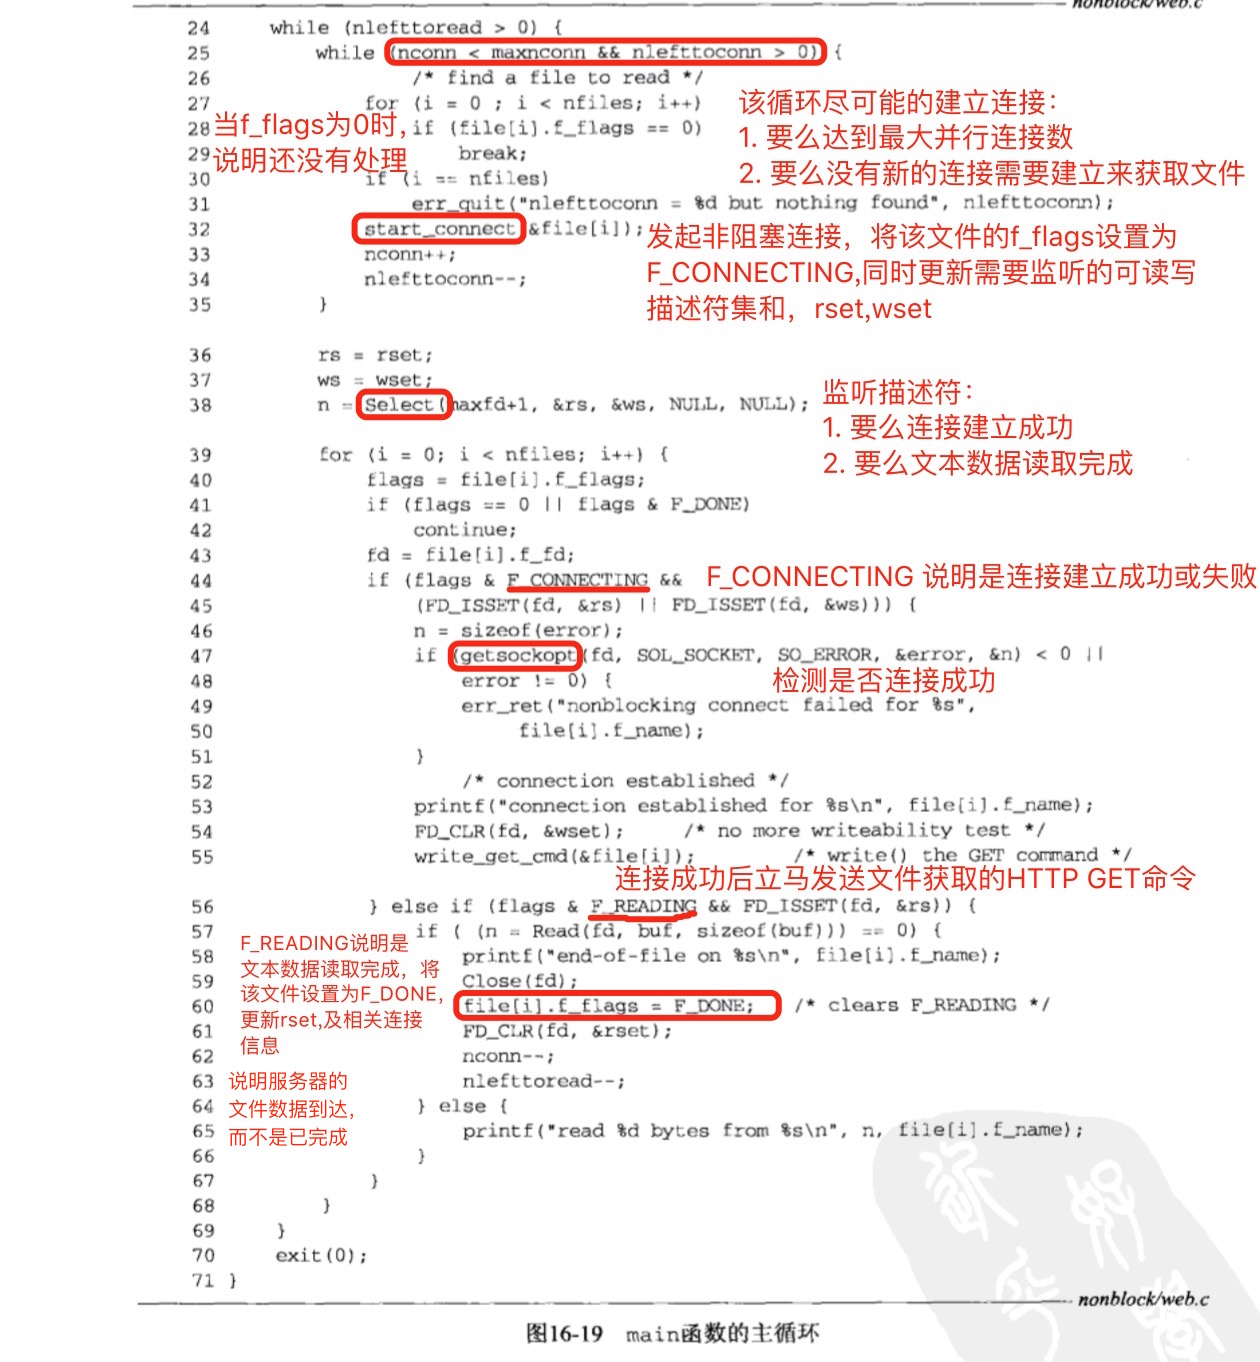 nonblock/web.c
24 while (nlefttoread > 0) {
25 while (nconn < maxnconn && nlefttoconn > 0) {
26 /* find a file to read */
27 for (i = 0 ; i < nfiles; i++)
该循环尽可能的建立连接：
28 if (file[i].f_flags == 0)
当f_flags为0时，
说明还没有处理
1. 要么达到最大并行连接数
29 break;
2. 要么没有新的连接需要建立来获取文件
30 if (i == nfiles)
31 err_quit("nlefttoconn = %d but nothing found", nlefttoconn);
32 start_connect(&file[i]);
发起非阻塞连接，将该文件的f_flags设置为
F_CONNECTING,同时更新需要监听的可读写
描述符集和，rset,wset
33 nconn++;
34 nlefttoconn--;
35 }
36 rs = rset;
37 ws = wset;
38 n = Select(maxfd+1, &rs, &ws, NULL, NULL);
监听描述符：
1. 要么连接建立成功
2. 要么文本数据读取完成
39 for (i = 0; i < nfiles; i++) {
40 flags = file[i].f_flags;
41 if (flags == 0 || flags & F_DONE)
42 continue;
43 fd = file[i].f_fd;
44 if (flags & F_CONNECTING &&
F_CONNECTING 说明是连接建立成功或失败
45 (FD_ISSET(fd, &rs) || FD_ISSET(fd, &ws))) {
46 n = sizeof(error);
47 if (getsockopt(fd, SOL_SOCKET, SO_ERROR, &error, &n) < 0 ||
48 error != 0) {
检测是否连接成功
49 err_ret("nonblocking connect failed for %s",
50 file[i].f_name);
51 }
52 /* connection established */
53 printf("connection established for %s\n", file[i].f_name);
54 FD_CLR(fd, &wset); /* no more writeability test */
55 write_get_cmd(&file[i]); /* write() the GET command */
连接成功后立马发送文件获取的HTTP GET命令
56 } else if (flags & F_READING && FD_ISSET(fd, &rs)) {
57 if ( (n = Read(fd, buf, sizeof(buf))) == 0) {
58 printf("end-of-file on %s\n", file[i].f_name);
59 Close(fd);
60 file[i].f_flags = F_DONE; /* clears F_READING */
F_READING说明是
文本数据读取完成，将
该文件设置为F_DONE,
更新rset,及相关连接
信息
61 FD_CLR(fd, &rset);
62 nconn--;
63 nlefttoread--;
64 } else {
说明服务器的
文件数据到达，
而不是已完成
65 printf("read %d bytes from %s\n", n, file[i].f_name);
66 }
67 }
68 }
69 }
70 exit(0);
71 }
nonblock/web.c
图16-19 main函数的主循环